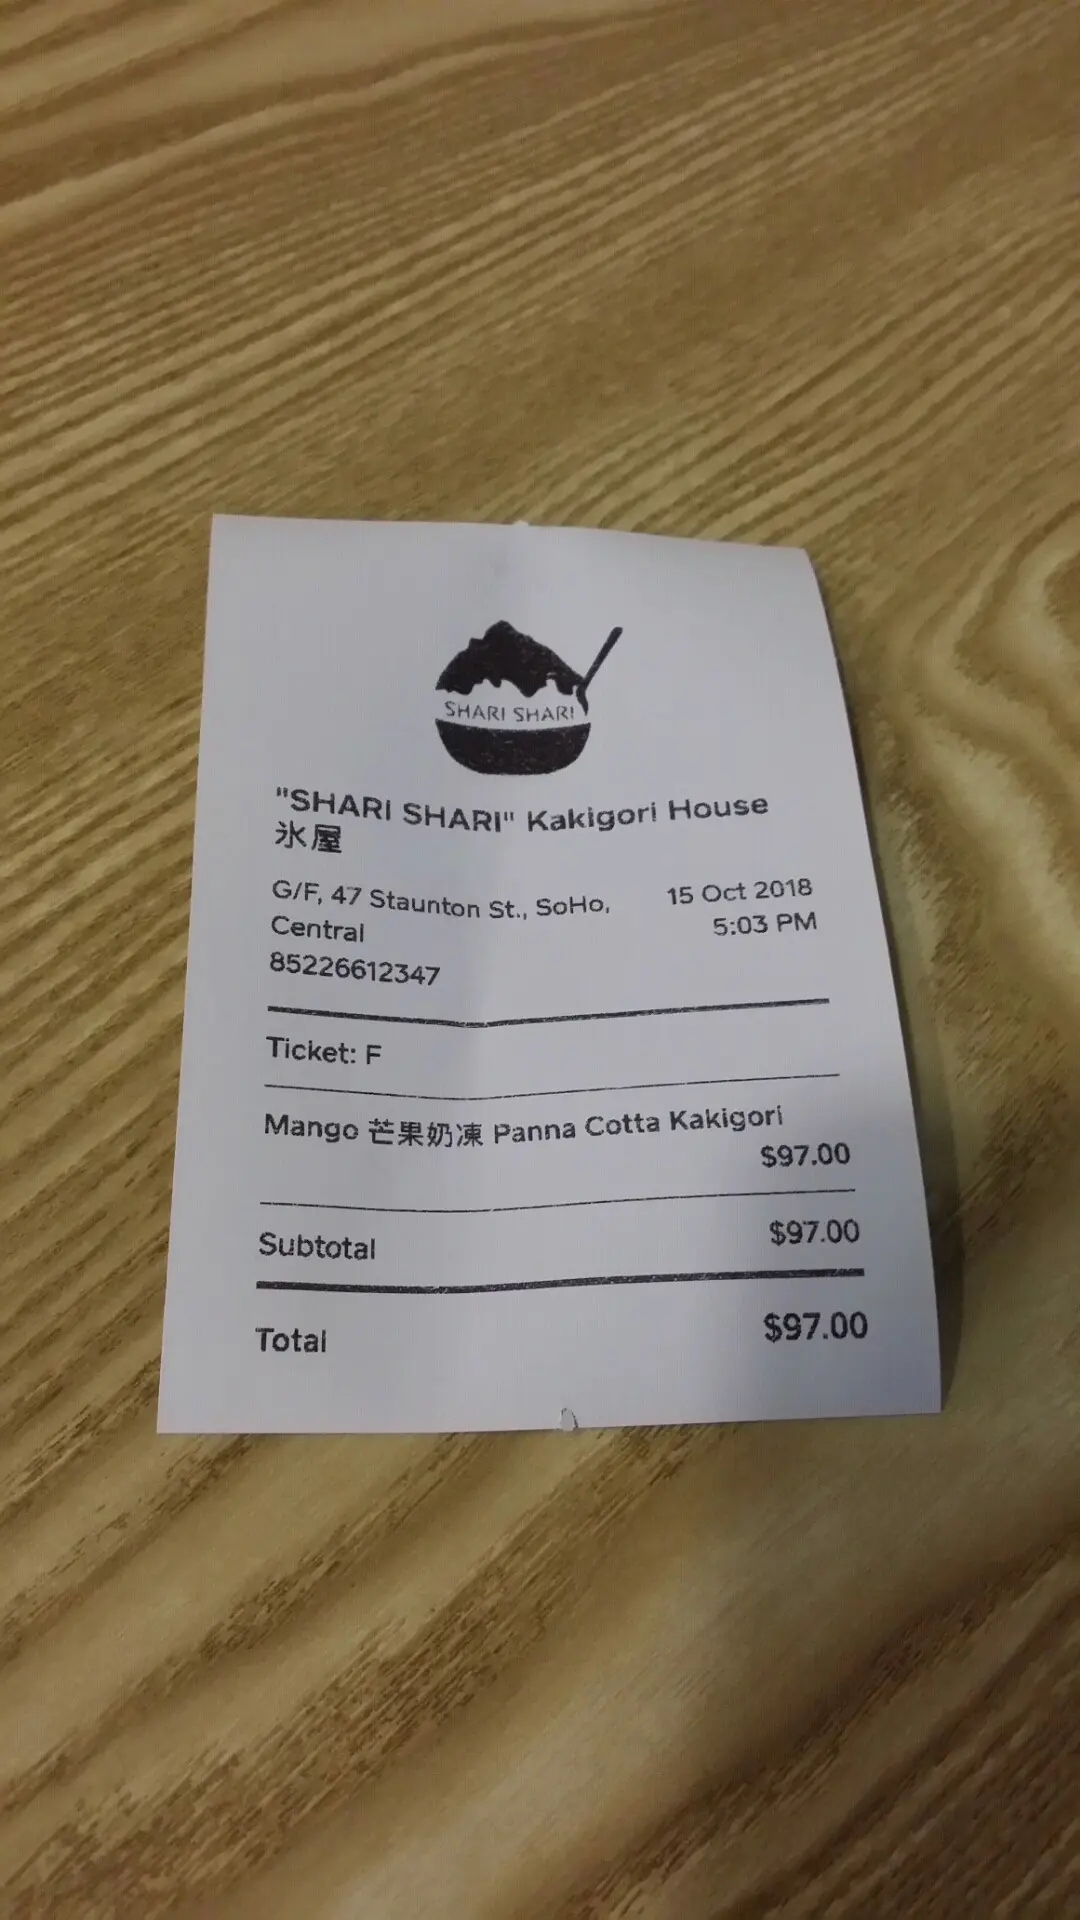 SHARI SHARI
"SHARI SHARI" Kakigori House
氷屋
G/F, 47 Staunton St., SoHo,
Central
85226612347
15 Oct 2018
5:03 PM
Ticket: F
Mango 芒果奶凍 Panna Cotta Kakigori
$97.00
Subtotal $97.00
Total $97.00